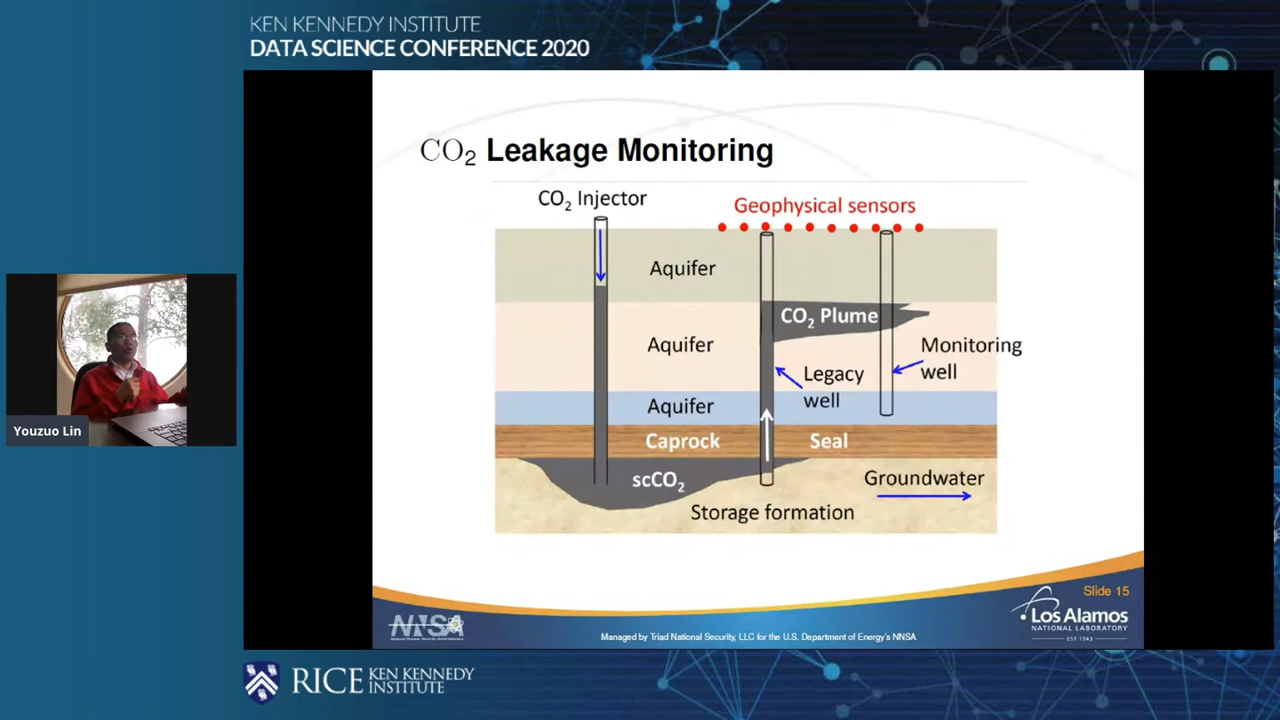 KEN KENNEDY INSTITUTE
DATA SCIENCE CONFERENCE 2020
CO₂ Leakage Monitoring
CO₂ Injector
Geophysical sensors
Aquifer
CO₂ Plume
Aquifer
Monitoring
well
Legacy
well
Aquifer
Caprock
Seal
scCO₂
Groundwater
Storage formation
Youzuo Lin
Slide 15
NNSA
Los Alamos
NATIONAL LABORATORY
EST. 1943
Managed by Triad National Security, LLC for the U.S. Department of Energy's NNSA
RICE KEN KENNEDY
INSTITUTE